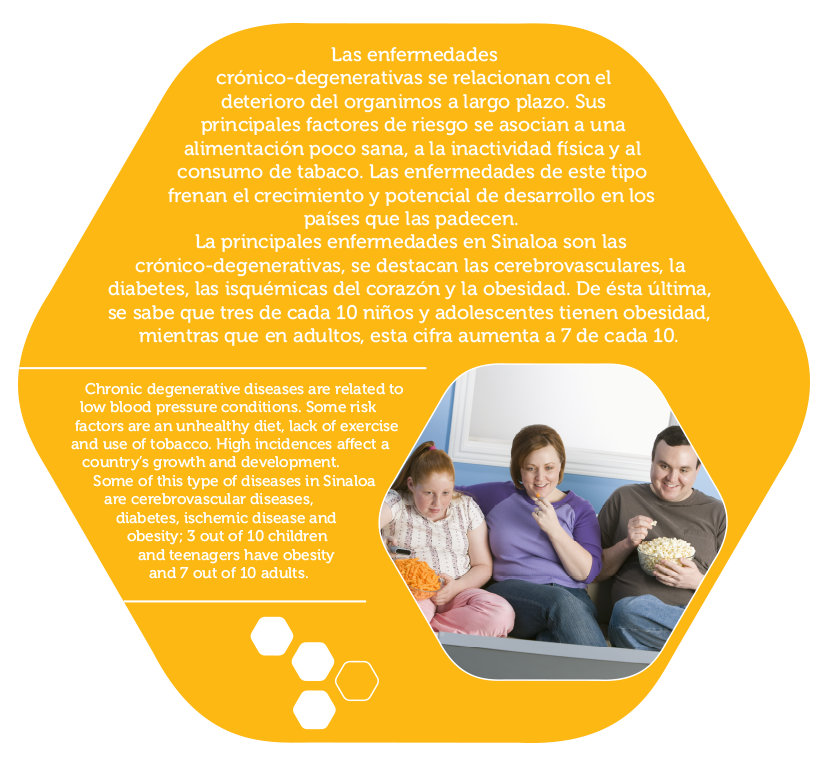 Las enfermedades
crónico-degenerativas se relacionan con el
deterioro del organimos a largo plazo. Sus
principales factores de riesgo se asocian a una
alimentación poco sana, a la inactividad física y al
consumo de tabaco. Las enfermedades de este tipo
frenan el crecimiento y potencial de desarrollo en los
países que las padecen.
La principales enfermedades en Sinaloa son las
crónico-degenerativas, se destacan las cerebrovasculares, la
diabetes, las isquémicas del corazón y la obesidad. De ésta última,
se sabe que tres de cada 10 niños y adolescentes tienen obesidad,
mientras que en adultos, esta cifra aumenta a 7 de cada 10.
Chronic degenerative diseases are related to
low blood pressure conditions. Some risk
factors are an unhealthy diet, lack of exercise
and use of tobacco. High incidences affect a
country's growth and development.
Some of this type of diseases in Sinaloa
are cerebrovascular diseases,
diabetes, ischemic disease and
obesity; 3 out of 10 children
and teenagers have obesity
and 7 out of 10 adults.